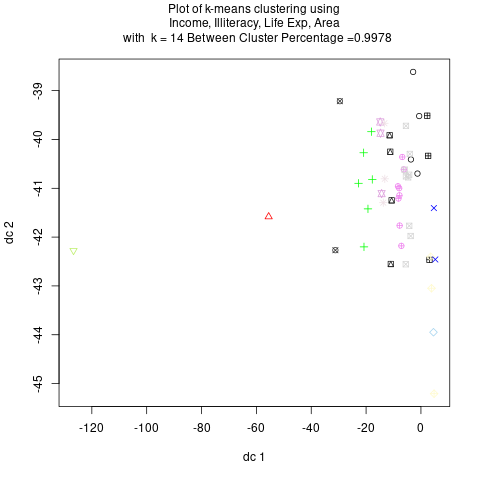 Plot of k-means clustering using
Income, Illiteracy, Life Exp, Area
with  k = 14 Between Cluster Percentage =0.9978
dc 2
-39
-40
-41
-42
-43
-44
-45
-120
-100
-80
-60
-40
-20
0
dc 1